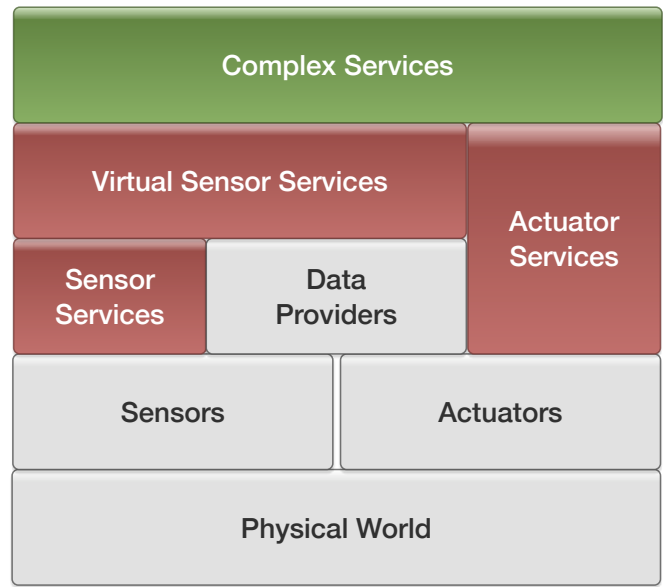 Complex Services
Virtual Sensor Services
Actuator
Services
Sensor
Services
Data
Providers
Sensors
Actuators
Physical World